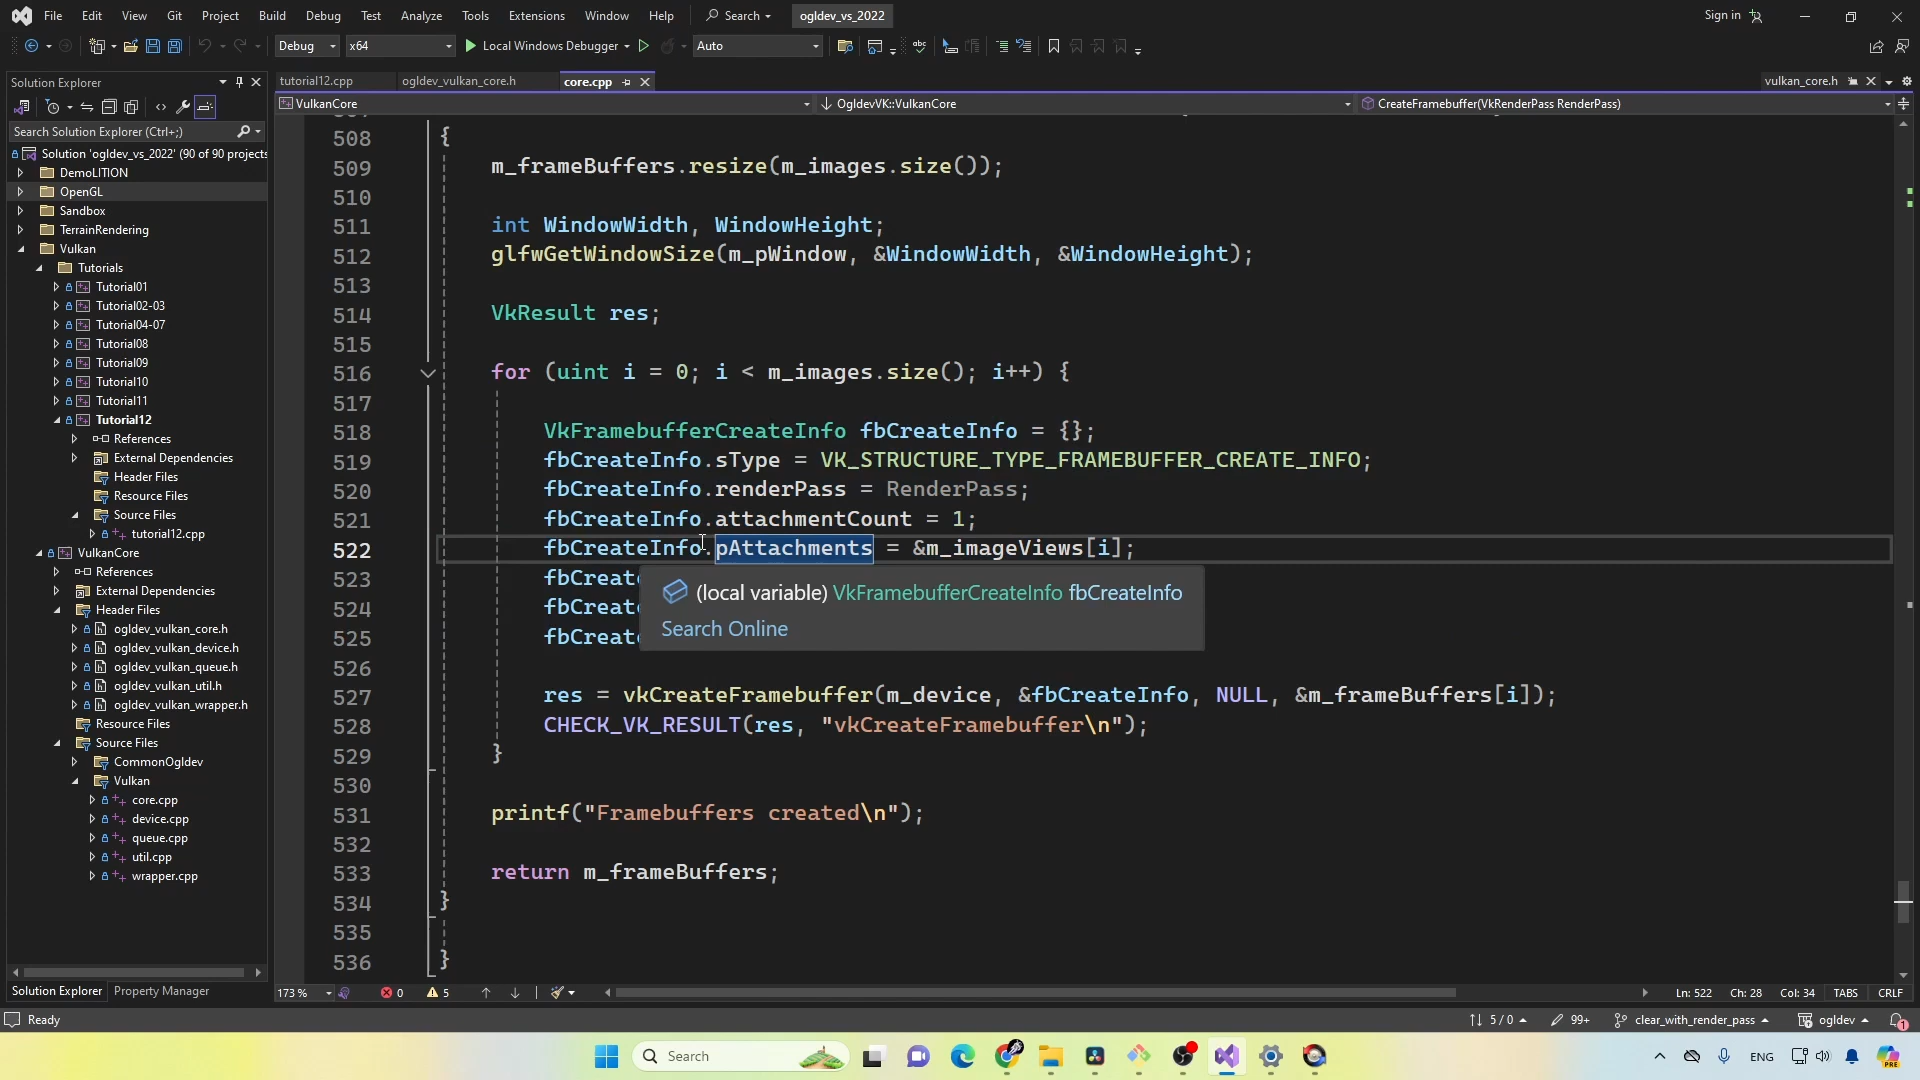 File Edit View Git Project Build Debug Test Analyze Tools Extensions Window Help Search ogldev_vs_2022 Sign in
Debug x64 Local Windows Debugger Auto
Solution Explorer tutorial12.cpp ogldev_vulkan_core.h core.cpp vulkan_core.h
VulkanCore OgldevVK::VulkanCore CreateFramebuffer(VkRenderPass RenderPass)
Search Solution Explorer (Ctrl+;)
Solution 'ogldev_vs_2022' (90 of 90 projects
DemoLITION
OpenGL
Sandbox
TerrainRendering
Vulkan
Tutorials
Tutorial01
Tutorial02-03
Tutorial04-07
Tutorial08
Tutorial09
Tutorial10
Tutorial11
Tutorial12
References
External Dependencies
Header Files
Resource Files
Source Files
tutorial12.cpp
VulkanCore
References
External Dependencies
Header Files
ogldev_vulkan_core.h
ogldev_vulkan_device.h
ogldev_vulkan_queue.h
ogldev_vulkan_util.h
ogldev_vulkan_wrapper.h
Resource Files
Source Files
CommonOgldev
Vulkan
core.cpp
device.cpp
queue.cpp
util.cpp
wrapper.cpp
Solution Explorer Property Manager
508 {
509 m_frameBuffers.resize(m_images.size());
510
511 int WindowWidth, WindowHeight;
512 glfwGetWindowSize(m_pWindow, &WindowWidth, &WindowHeight);
513
514 VkResult res;
515
516 for (uint i = 0; i < m_images.size(); i++) {
517
518 VkFramebufferCreateInfo fbCreateInfo = {};
519 fbCreateInfo.sType = VK_STRUCTURE_TYPE_FRAMEBUFFER_CREATE_INFO;
520 fbCreateInfo.renderPass = RenderPass;
521 fbCreateInfo.attachmentCount = 1;
522 fbCreateInfo.pAttachments = &m_imageViews[i];
523 fbCreate
524 fbCreate
525 fbCreate
(local variable) VkFramebufferCreateInfo fbCreateInfo
Search Online
526
527 res = vkCreateFramebuffer(m_device, &fbCreateInfo, NULL, &m_frameBuffers[i]);
528 CHECK_VK_RESULT(res, "vkCreateFramebuffer\n");
529 }
530
531 printf("Framebuffers created\n");
532
533 return m_frameBuffers;
534 }
535
536 }
173 % 0 5 Ln: 522 Ch: 28 Col: 34 TABS CRLF
Ready 5 / 0 99+ clear_with_render_pass ogldev 1
Search ENG PRE